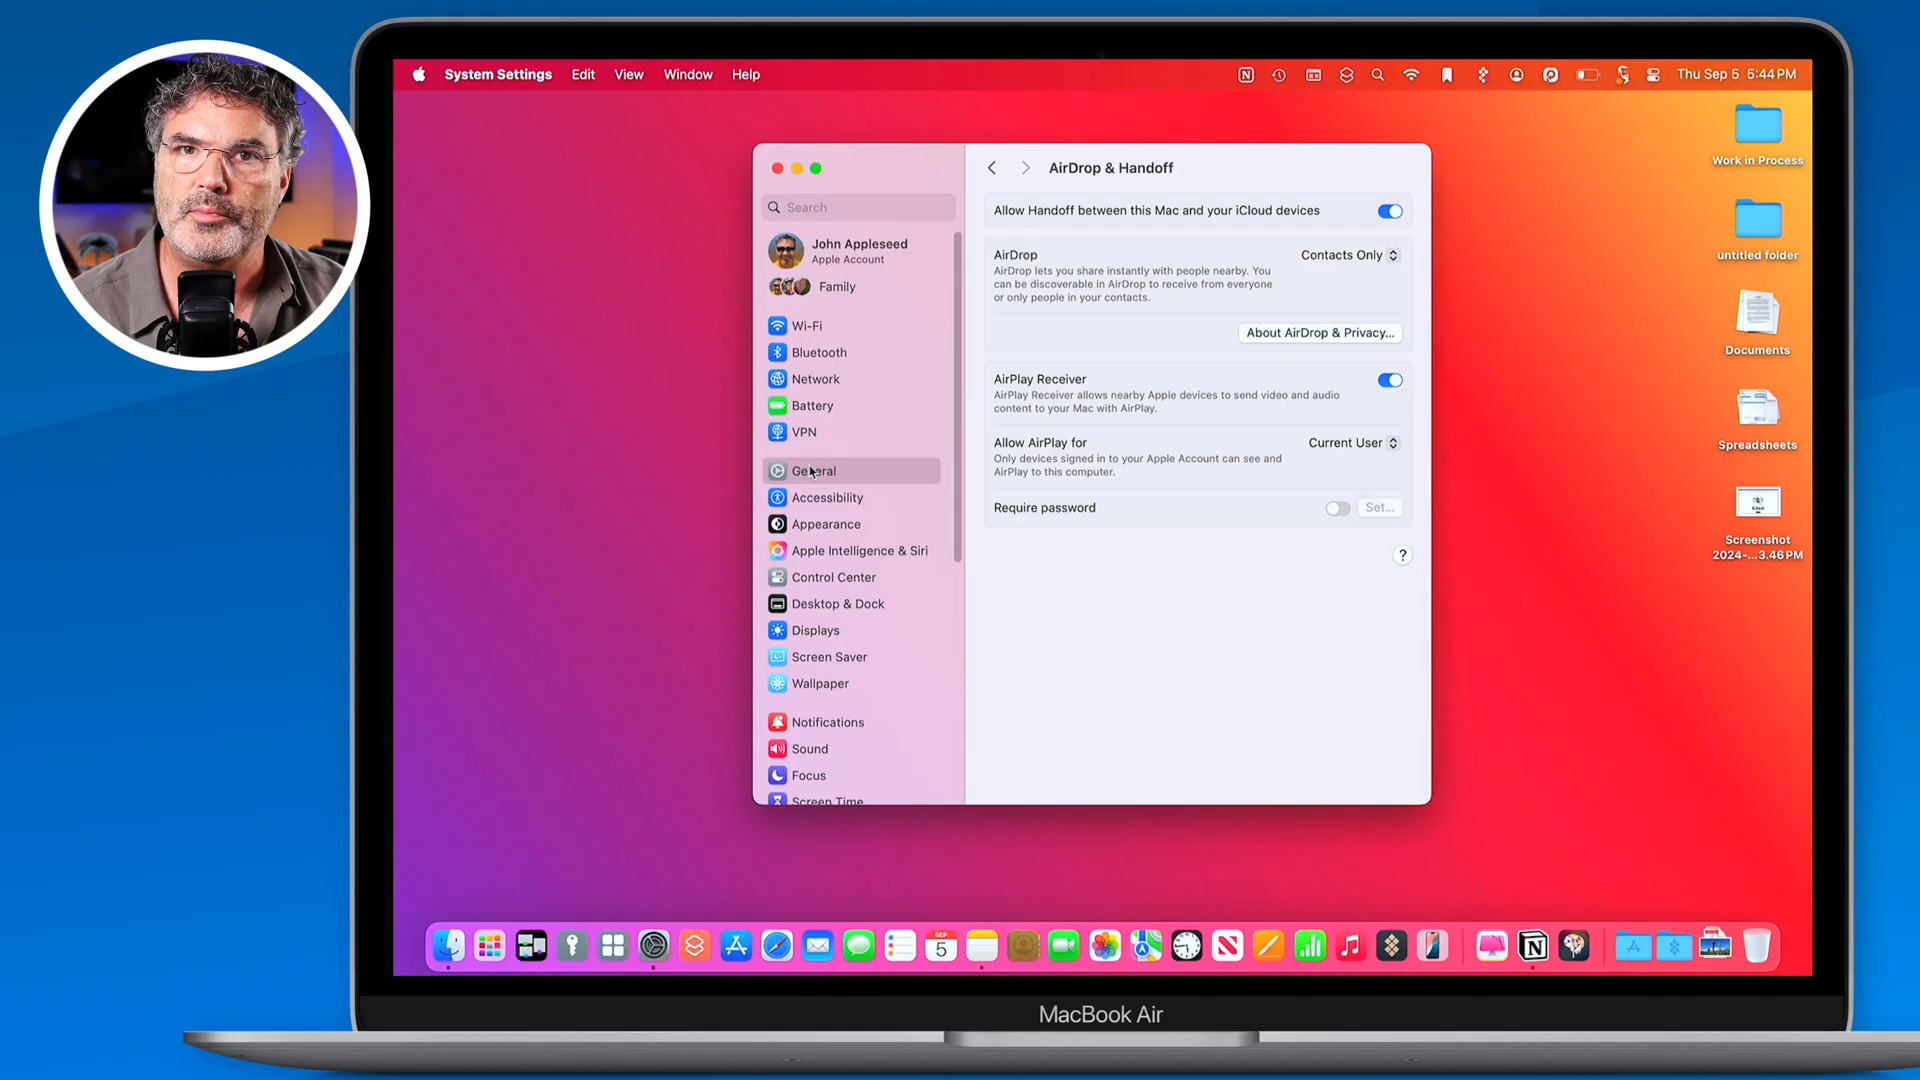 System Settings Edit View Window Help
Thu Sep 5 5:44 PM
Search
John Appleseed
Apple Account
Family
Wi-Fi
Bluetooth
Network
Battery
VPN
General
Accessibility
Appearance
Apple Intelligence & Siri
Control Center
Desktop & Dock
Displays
Screen Saver
Wallpaper
Notifications
Sound
Focus
Screen Time
AirDrop & Handoff
Allow Handoff between this Mac and your iCloud devices
AirDrop
Contacts Only
AirDrop lets you share instantly with people nearby. You
can be discoverable in AirDrop to receive from everyone
or only people in your contacts.
About AirDrop & Privacy...
AirPlay Receiver
AirPlay Receiver allows nearby Apple devices to send video and audio
content to your Mac with AirPlay.
Allow AirPlay for
Current User
Only devices signed in to your Apple Account can see and
AirPlay to this computer.
Require password
Set...
?
Work in Process
untitled folder
Documents
Spreadsheets
Screenshot
2024-...3.46 PM
SEP
5
MacBook Air